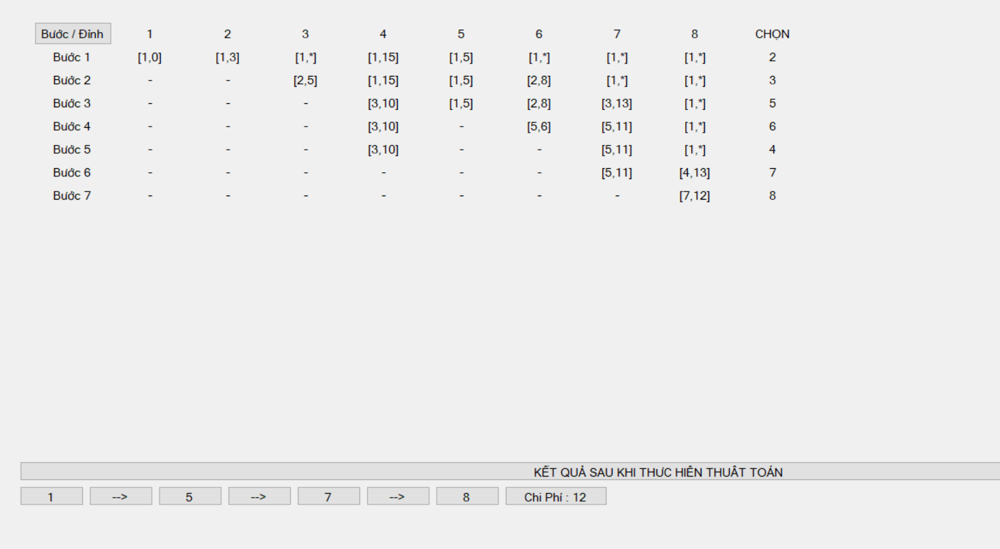 Bước / Đỉnh 1 2 3 4 5 6 7 8 CHỌN
Bước 1 [1,0] [1,3] [1,*] [1,15] [1,5] [1,*] [1,*] [1,*] 2
Bước 2 - - [2,5] [1,15] [1,5] [2,8] [1,*] [1,*] 3
Bước 3 - - - [3,10] [1,5] [2,8] [3,13] [1,*] 5
Bước 4 - - - [3,10] - [5,6] [5,11] [1,*] 6
Bước 5 - - - [3,10] - - [5,11] [1,*] 4
Bước 6 - - - - - - [5,11] [4,13] 7
Bước 7 - - - - - - - [7,12] 8
KẾT QUẢ SAU KHI THỰC HIỆN THUẬT TOÁN
1 --> 5 --> 7 --> 8 Chi Phí : 12